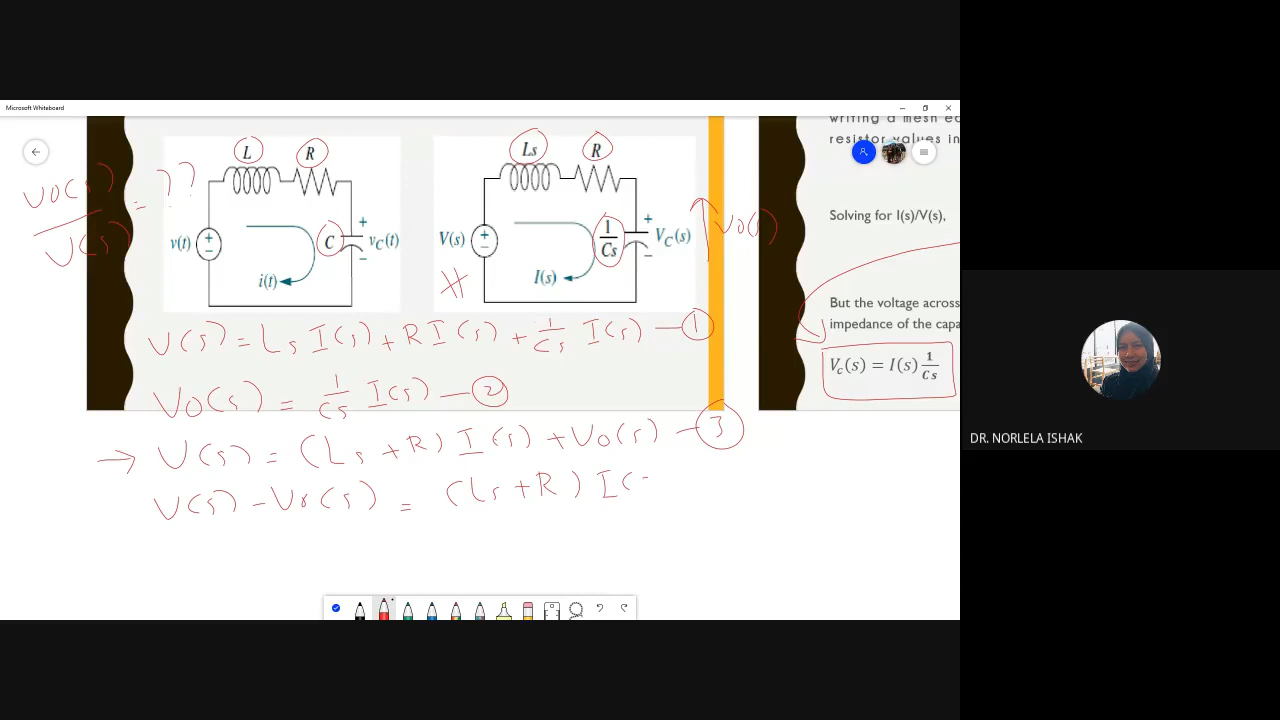 Microsoft Whiteboard
writing a mesh eq
resistor values in
L R
Ls R
v(t) + − C + vC(t) −
i(t)
V(s) + − 1/Cs + VC(s) −
I(s)
Vo(s)/V(s) = ??
Vo(s)
Solving for I(s)/V(s),
But the voltage across
impedance of the capa
Vc(s) = I(s) 1/Cs
V(s) = Ls I(s) + R I(s) + 1/Cs I(s) — 1
Vo(s) = 1/Cs I(s) — 2
→ V(s) = (Ls + R) I(s) + Vo(s) — 3
V(s) − Vo(s) = (Ls + R) I(
DR. NORLELA ISHAK